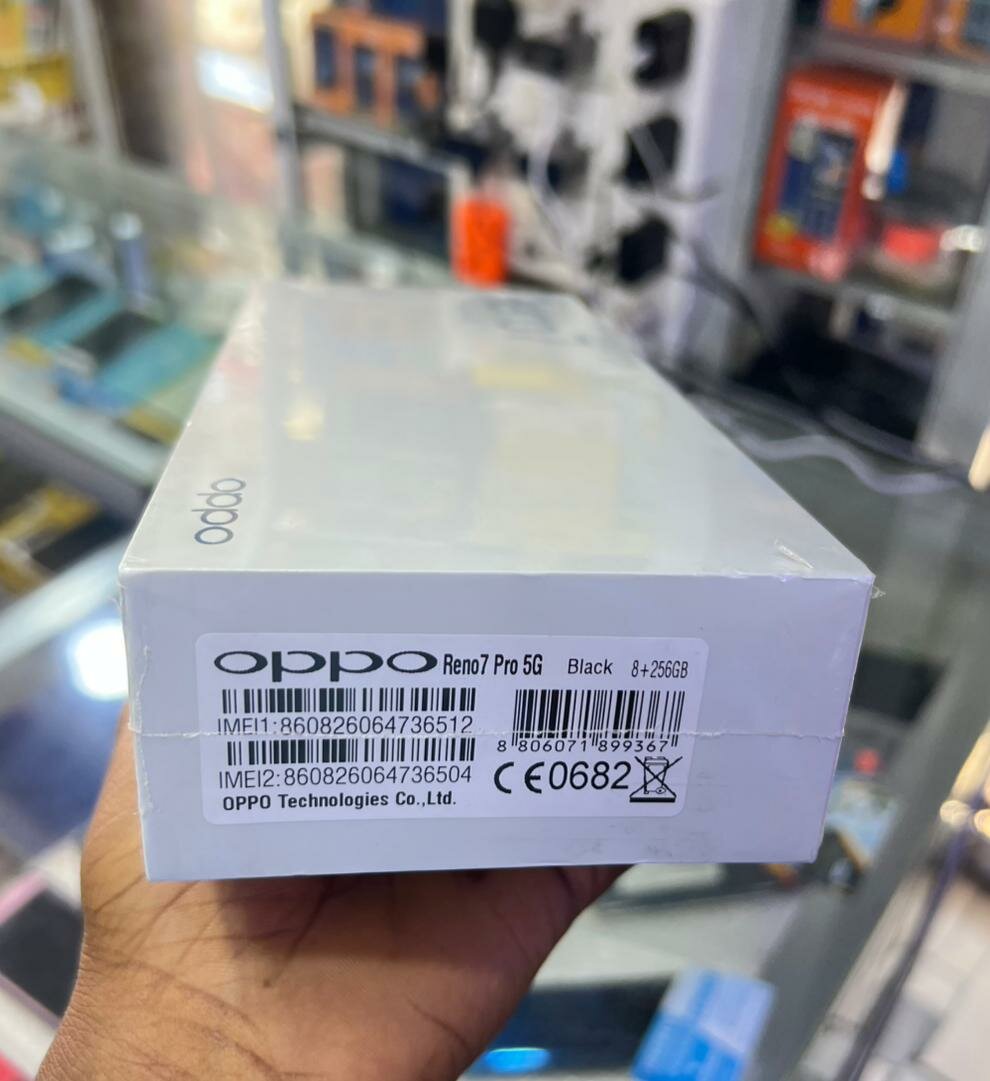 oppo
oppo Reno7 Pro 5G Black 8+256GB
IMEI1:860826064736512
8 806071 899367
IMEI2:860826064736504
CE0682
OPPO Technologies Co.,Ltd.